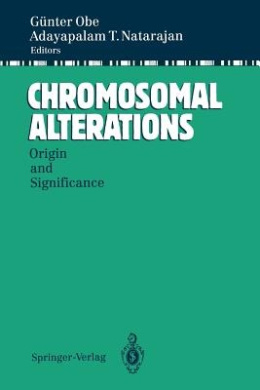 Günter Obe
Adayapalam T. Natarajan
Editors
CHROMOSOMAL
ALTERATIONS
Origin
and
Significance
Springer-Verlag